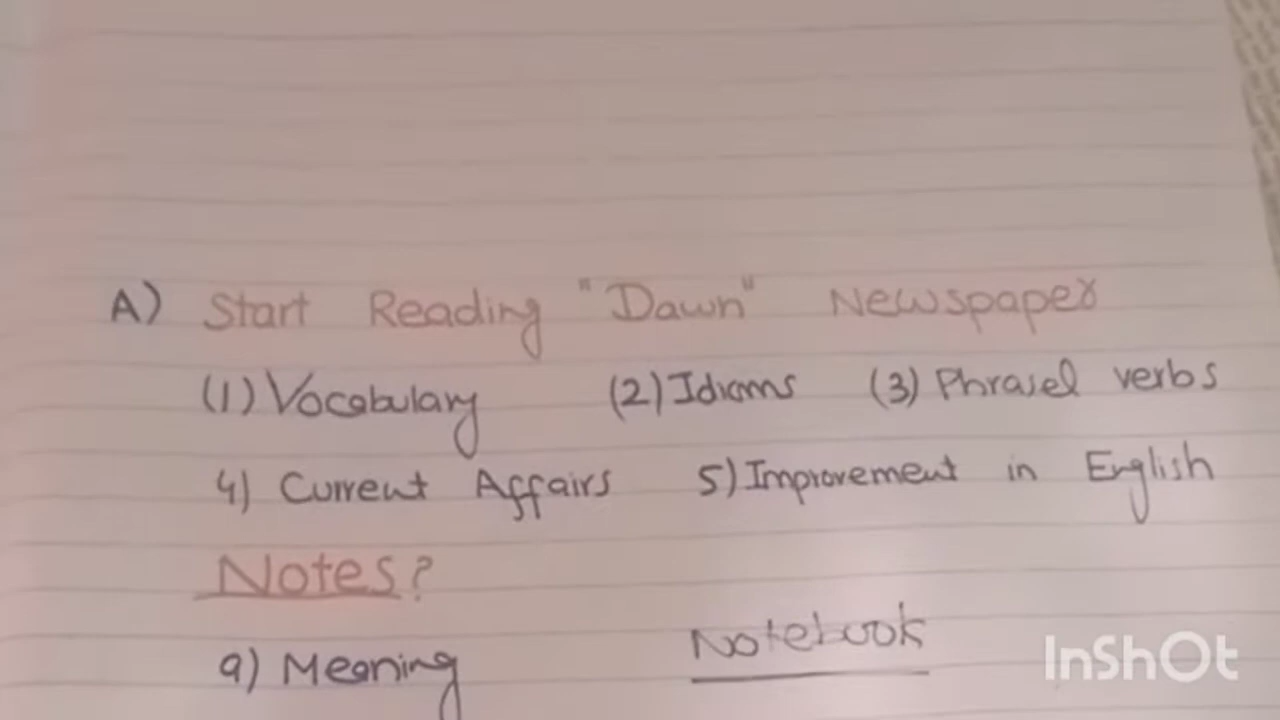 A) Start Reading "Dawn" Newspaper
(1) Vocabulary (2) Idioms (3) Phrasel verbs
4) Current Affairs 5) Improvement in English
Notes?
a) Meaning Notebook
InShOt